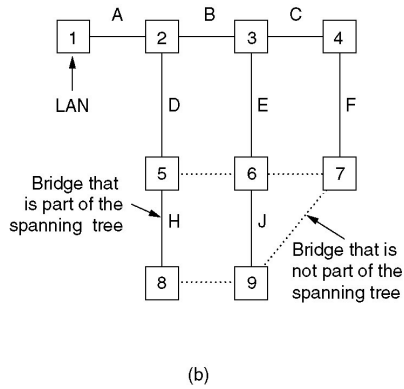 A B C
1 2 3 4
LAN
D E F
5 6 7
Bridge that
is part of the
spanning tree
H J
Bridge that is
not part of the
spanning tree
8 9
(b)